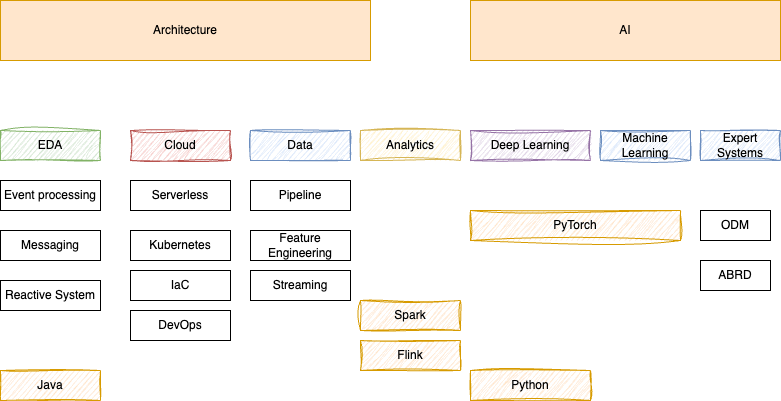 Architecture
AI
EDA
Cloud
Data
Analytics
Deep Learning
Machine
Learning
Expert
Systems
Event processing
Serverless
Pipeline
PyTorch
ODM
Messaging
Kubernetes
Feature
Engineering
ABRD
Reactive System
IaC
Streaming
Spark
DevOps
Flink
Java
Python